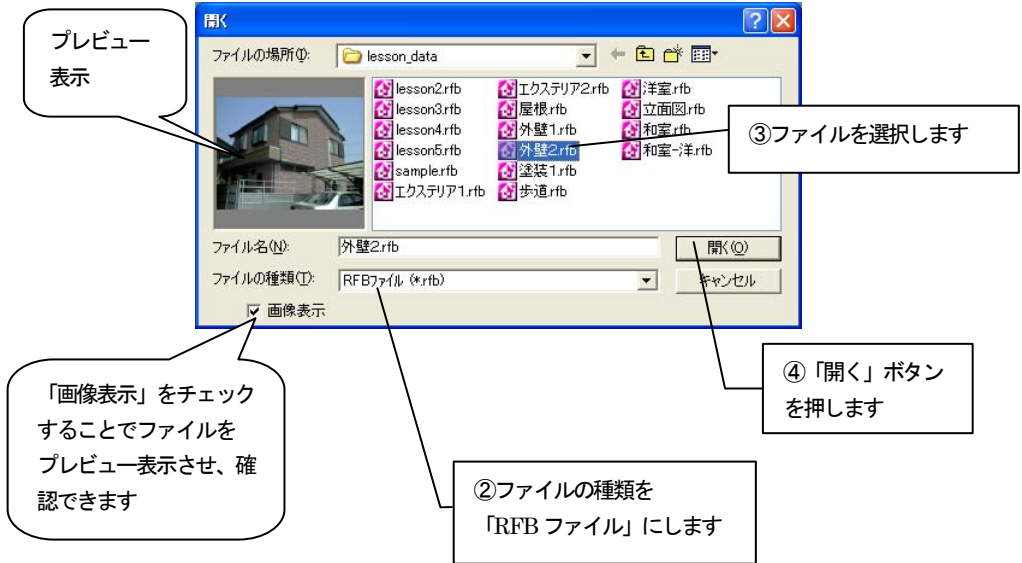 プレビュー
表示
開く
ファイルの場所(I):
lesson_data
lesson2.rfb
lesson3.rfb
lesson4.rfb
lesson5.rfb
sample.rfb
エクステリア1.rfb
エクステリア2.rfb
屋根.rfb
外壁1.rfb
外壁2.rfb
塗装1.rfb
歩道.rfb
洋室.rfb
立面図.rfb
和室.rfb
和室-洋.rfb
③ファイルを選択します
ファイル名(N):
外壁2.rfb
開く(O)
ファイルの種類(T):
RFBファイル (*.rfb)
キャンセル
画像表示
「画像表示」をチェック
することでファイルを
プレビュー表示させ、確
認できます
④「開く」ボタン
を押します
②ファイルの種類を
「RFB ファイル」にします